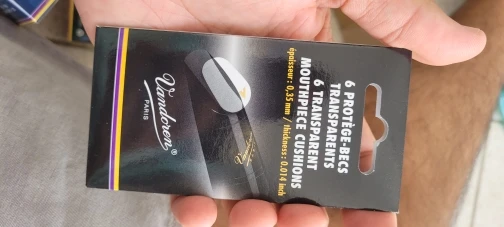 6 PROTÈGE-BECS
TRANSPARENTS
6 TRANSPARENT
MOUTHPIECE CUSHIONS
épaisseur : 0,35 mm / thickness : 0.014 inch
Vandoren®
PARIS